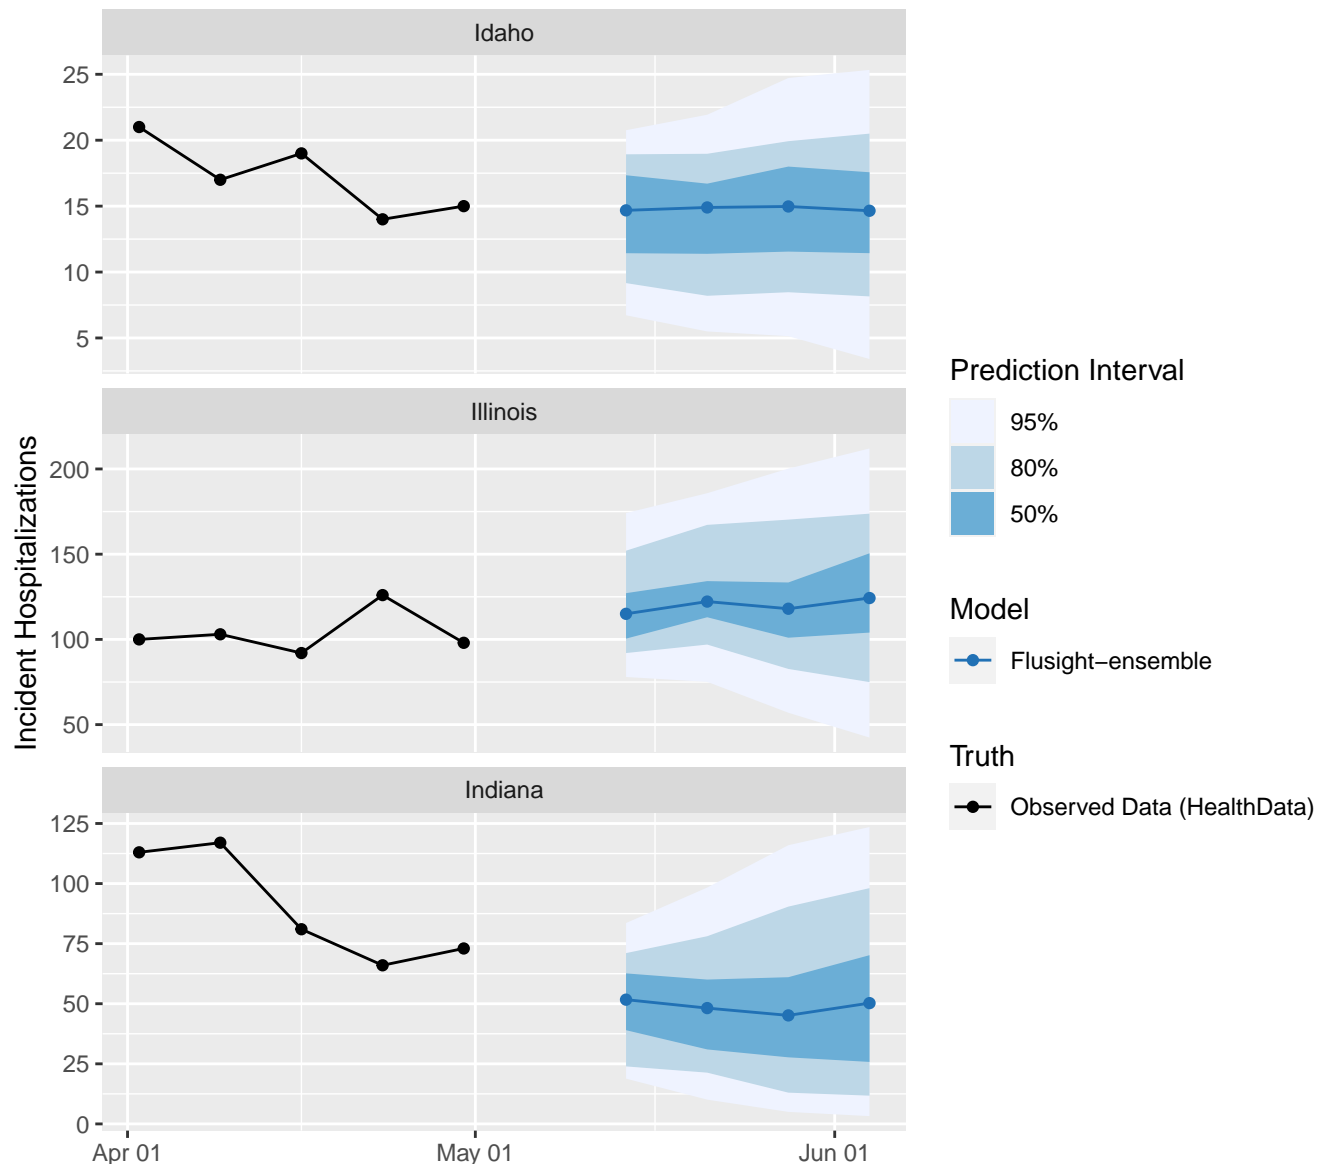 Idaho
25
20
15
10
5
Illinois
200
150
100
50
Indiana
125
100
75
50
25
0
Apr 01
May 01
Jun 01
Incident Hospitalizations
Prediction Interval
95%
80%
50%
Model
Flusight−ensemble
Truth
Observed Data (HealthData)